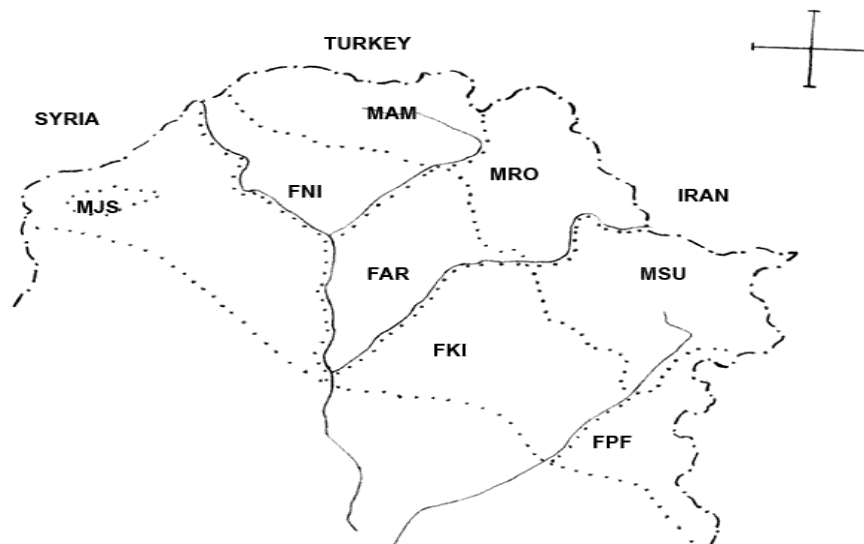 TURKEY
SYRIA
MAM
MRO
FNI
MJS
IRAN
FAR
MSU
FKI
FPF